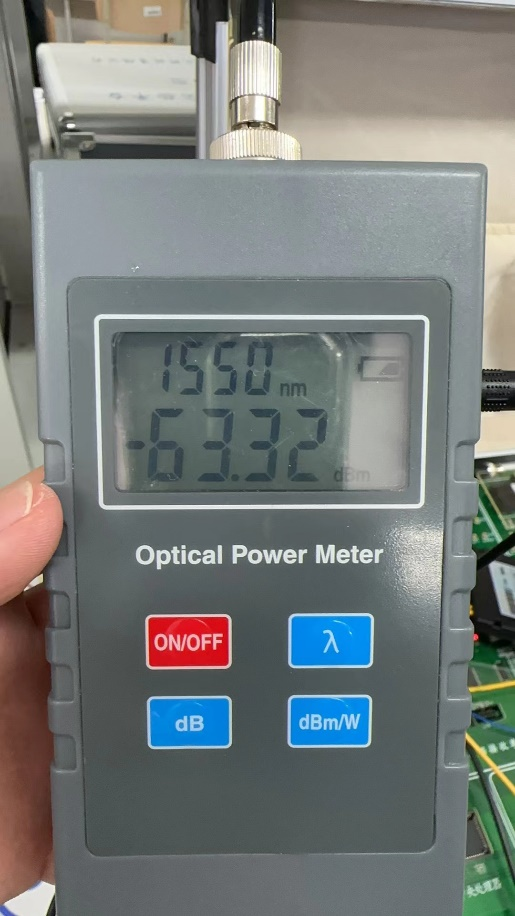 1550 nm
-63.32 dBm
Optical Power Meter
ON/OFF
λ
dB
dBm/W